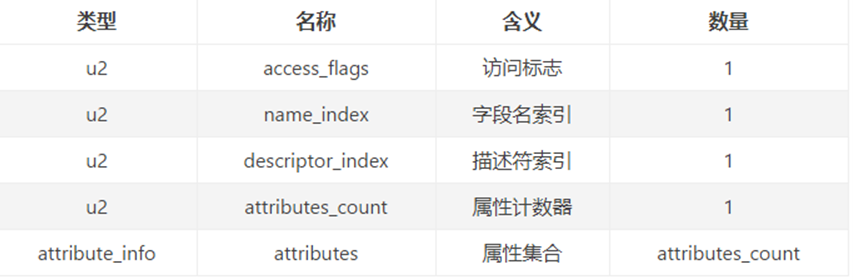 类型 名称 含义 数量
u2 access_flags 访问标志 1
u2 name_index 字段名索引 1
u2 descriptor_index 描述符索引 1
u2 attributes_count 属性计数器 1
attribute_info attributes 属性集合 attributes_count